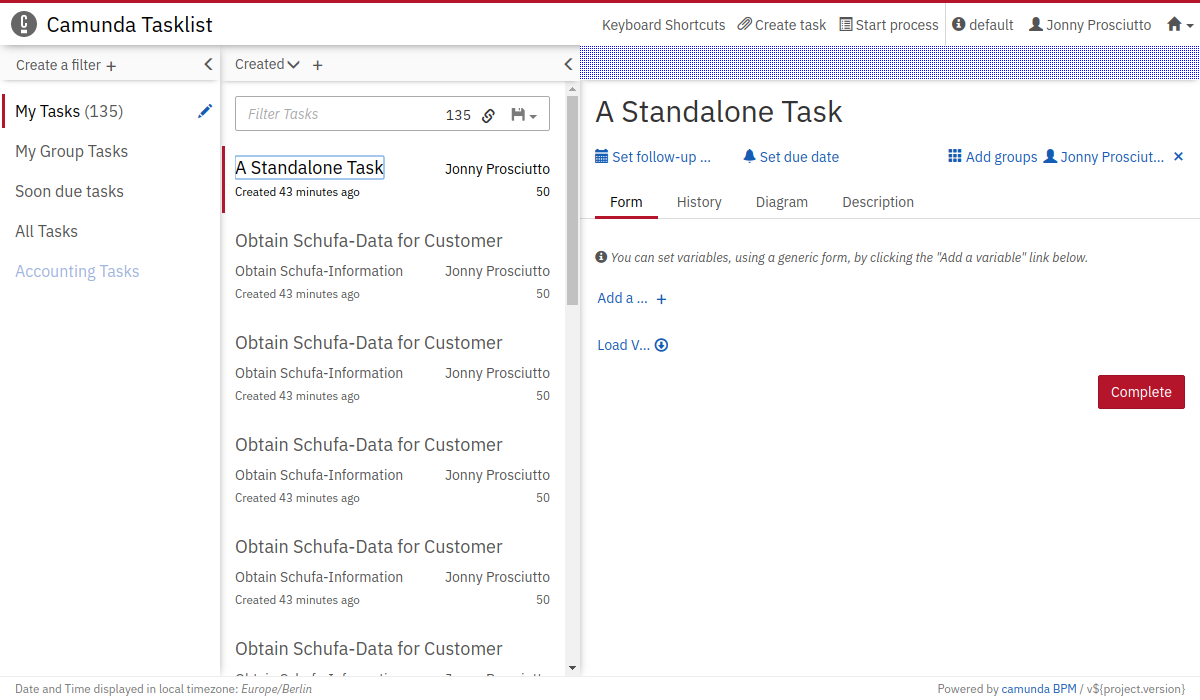 Camunda Tasklist
Keyboard Shortcuts Create task Start process default Jonny Prosciutto
Create a filter +
My Tasks (135)
My Group Tasks
Soon due tasks
All Tasks
Accounting Tasks
Created +
Filter Tasks 135
A Standalone Task Jonny Prosciutto
Created 43 minutes ago 50
Obtain Schufa-Data for Customer
Obtain Schufa-Information Jonny Prosciutto
Created 43 minutes ago 50
Obtain Schufa-Data for Customer
Obtain Schufa-Information Jonny Prosciutto
Created 43 minutes ago 50
Obtain Schufa-Data for Customer
Obtain Schufa-Information Jonny Prosciutto
Created 43 minutes ago 50
Obtain Schufa-Data for Customer
Obtain Schufa-Information Jonny Prosciutto
Created 43 minutes ago 50
Obtain Schufa-Data for Customer
A Standalone Task
Set follow-up ... Set due date Add groups Jonny Prosciut... ×
Form History Diagram Description
You can set variables, using a generic form, by clicking the "Add a variable" link below.
Add a ... +
Load V...
Complete
Date and Time displayed in local timezone: Europe/Berlin
Powered by camunda BPM / v${project.version}